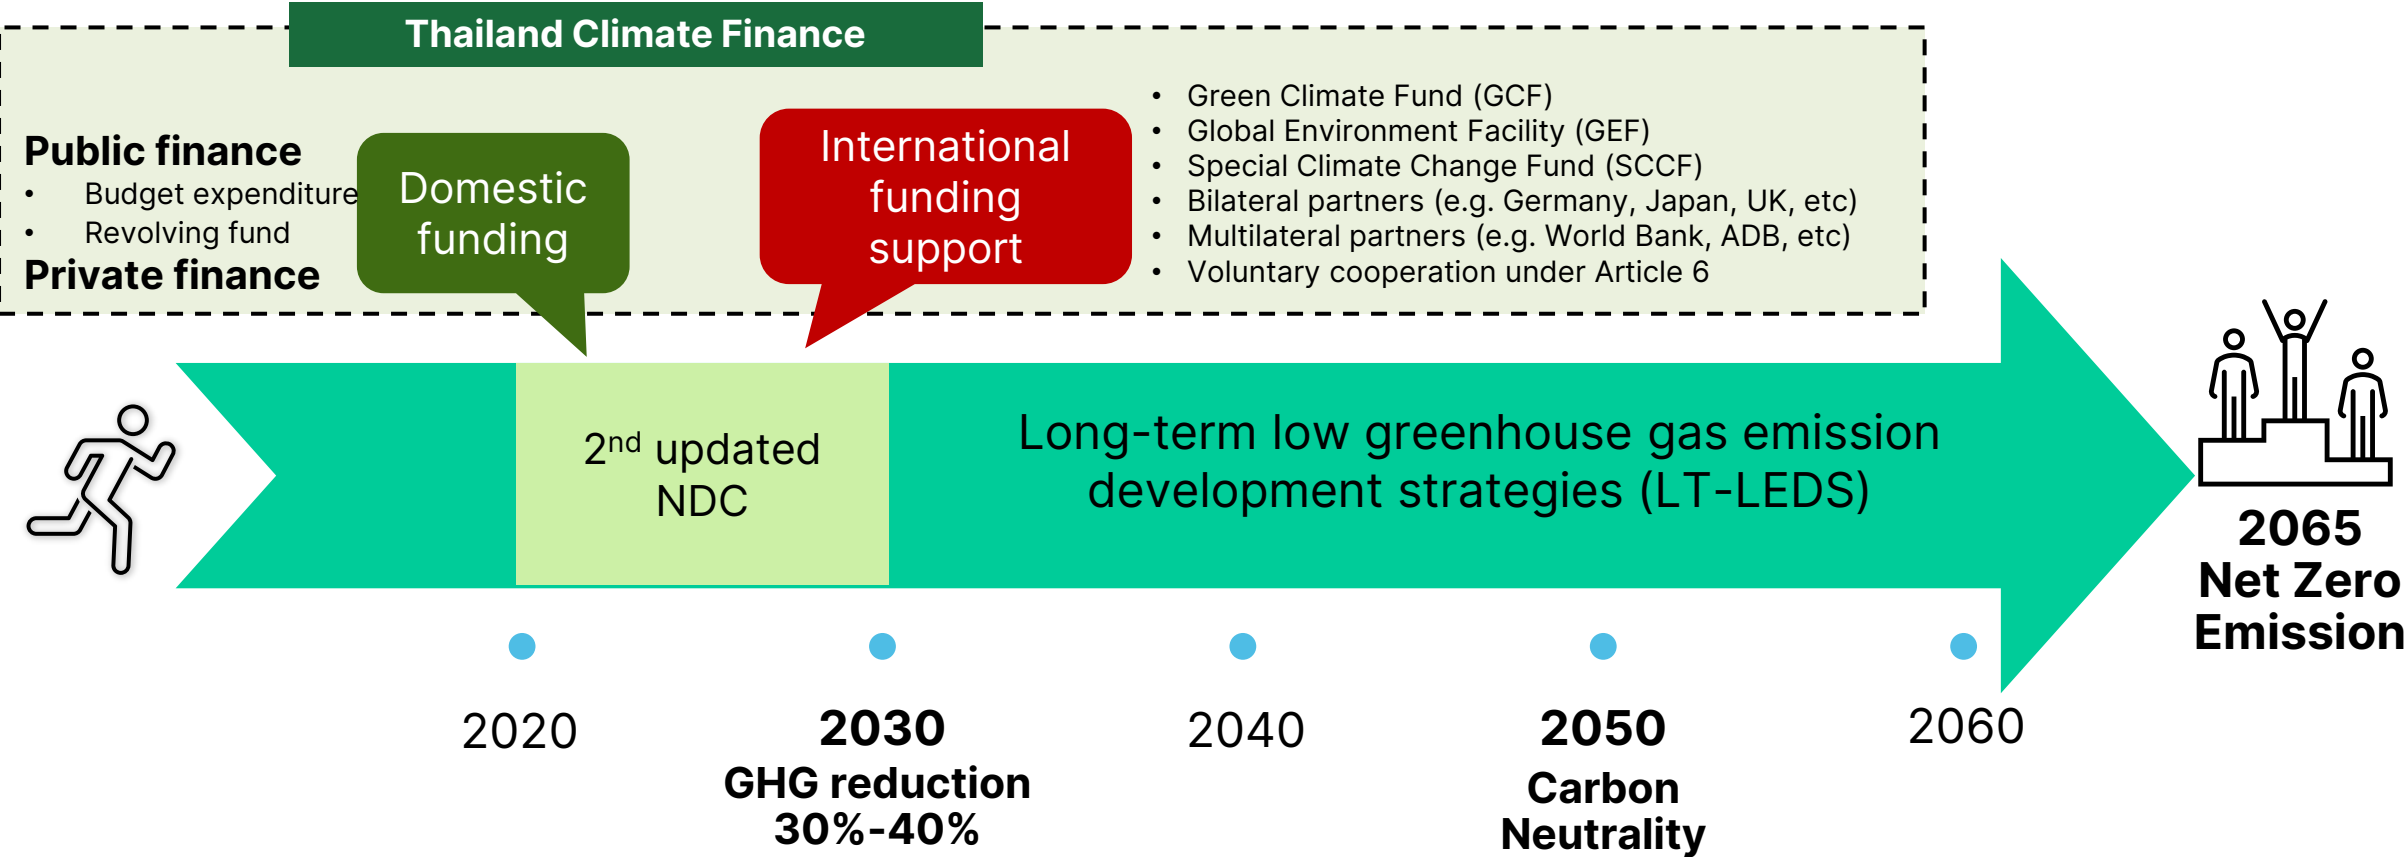 Thailand Climate Finance
Public finance
• Budget expenditure
• Revolving fund
Private finance
Domestic
funding
International
funding
support
• Green Climate Fund (GCF)
• Global Environment Facility (GEF)
• Special Climate Change Fund (SCCF)
• Bilateral partners (e.g. Germany, Japan, UK, etc)
• Multilateral partners (e.g. World Bank, ADB, etc)
• Voluntary cooperation under Article 6
2nd updated
NDC
Long-term low greenhouse gas emission
development strategies (LT-LEDS)
2065
Net Zero
Emission
2020
2030
GHG reduction
30%-40%
2040
2050
Carbon
Neutrality
2060